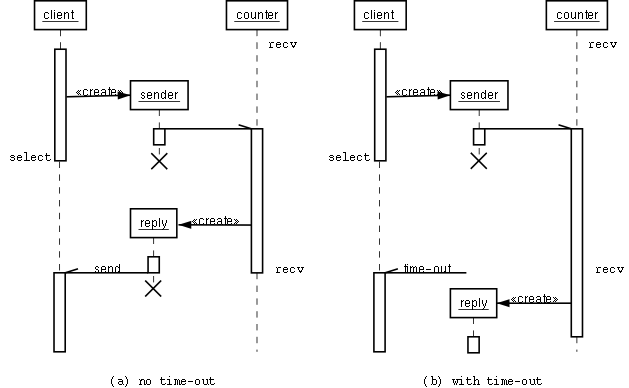 client
counter
client
counter
recv
recv
«create»
sender
«create»
sender
select
select
reply
«create»
send
recv
time-out
recv
reply
«create»
(a) no time-out
(b) with time-out